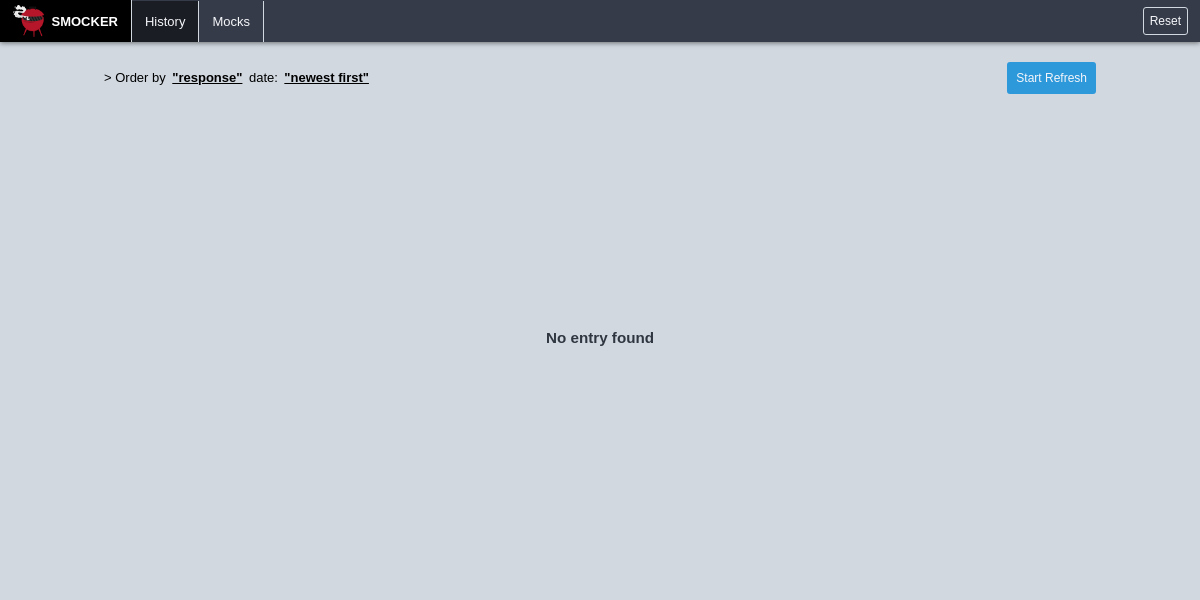 SMOCKER History Mocks Reset
> Order by "response" date: "newest first" Start Refresh
No entry found